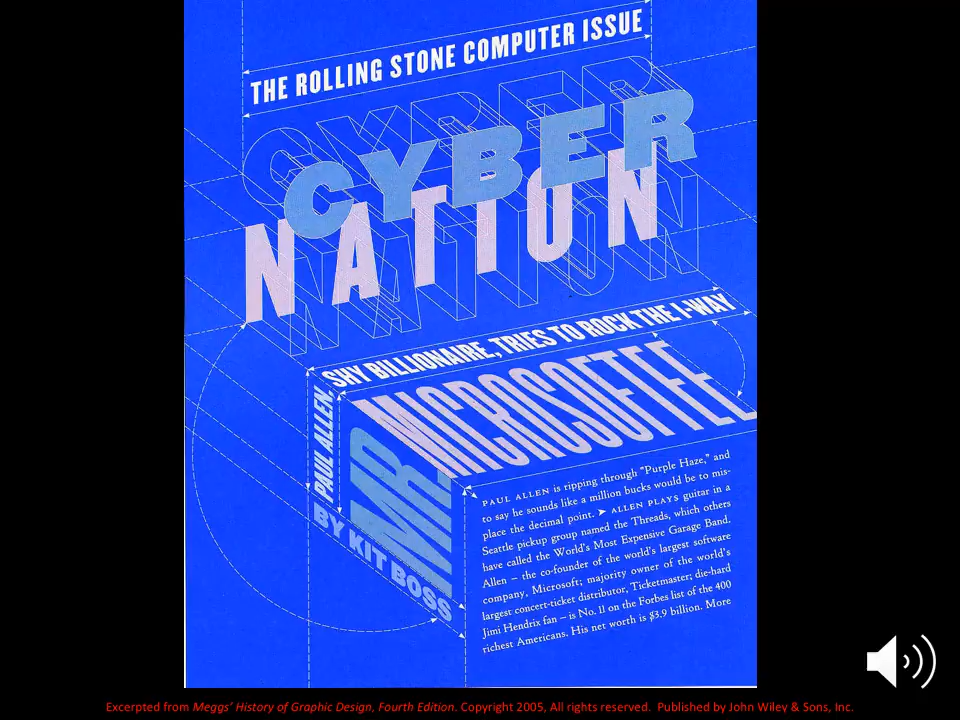 THE ROLLING STONE COMPUTER ISSUE
CYBER
NATION
PAUL ALLEN,
SHY BILLIONAIRE, TRIES TO ROCK THE I-WAY
MR.
MICROSOFTEE
BY KIT BOSS
PAUL ALLEN is ripping through "Purple Haze," and
to say he sounds like a million bucks would be to mis-
place the decimal point. ➤ ALLEN PLAYS guitar in a
Seattle pickup group named the Threads, which others
have called the World's Most Expensive Garage Band.
Allen – the co-founder of the world's largest software
company, Microsoft; majority owner of the world's
largest concert-ticket distributor, Ticketmaster; die-hard
Jimi Hendrix fan – is No. 11 on the Forbes list of the 400
richest Americans. His net worth is $3.9 billion. More
Excerpted from Meggs' History of Graphic Design, Fourth Edition. Copyright 2005, All rights reserved. Published by John Wiley & Sons, Inc.